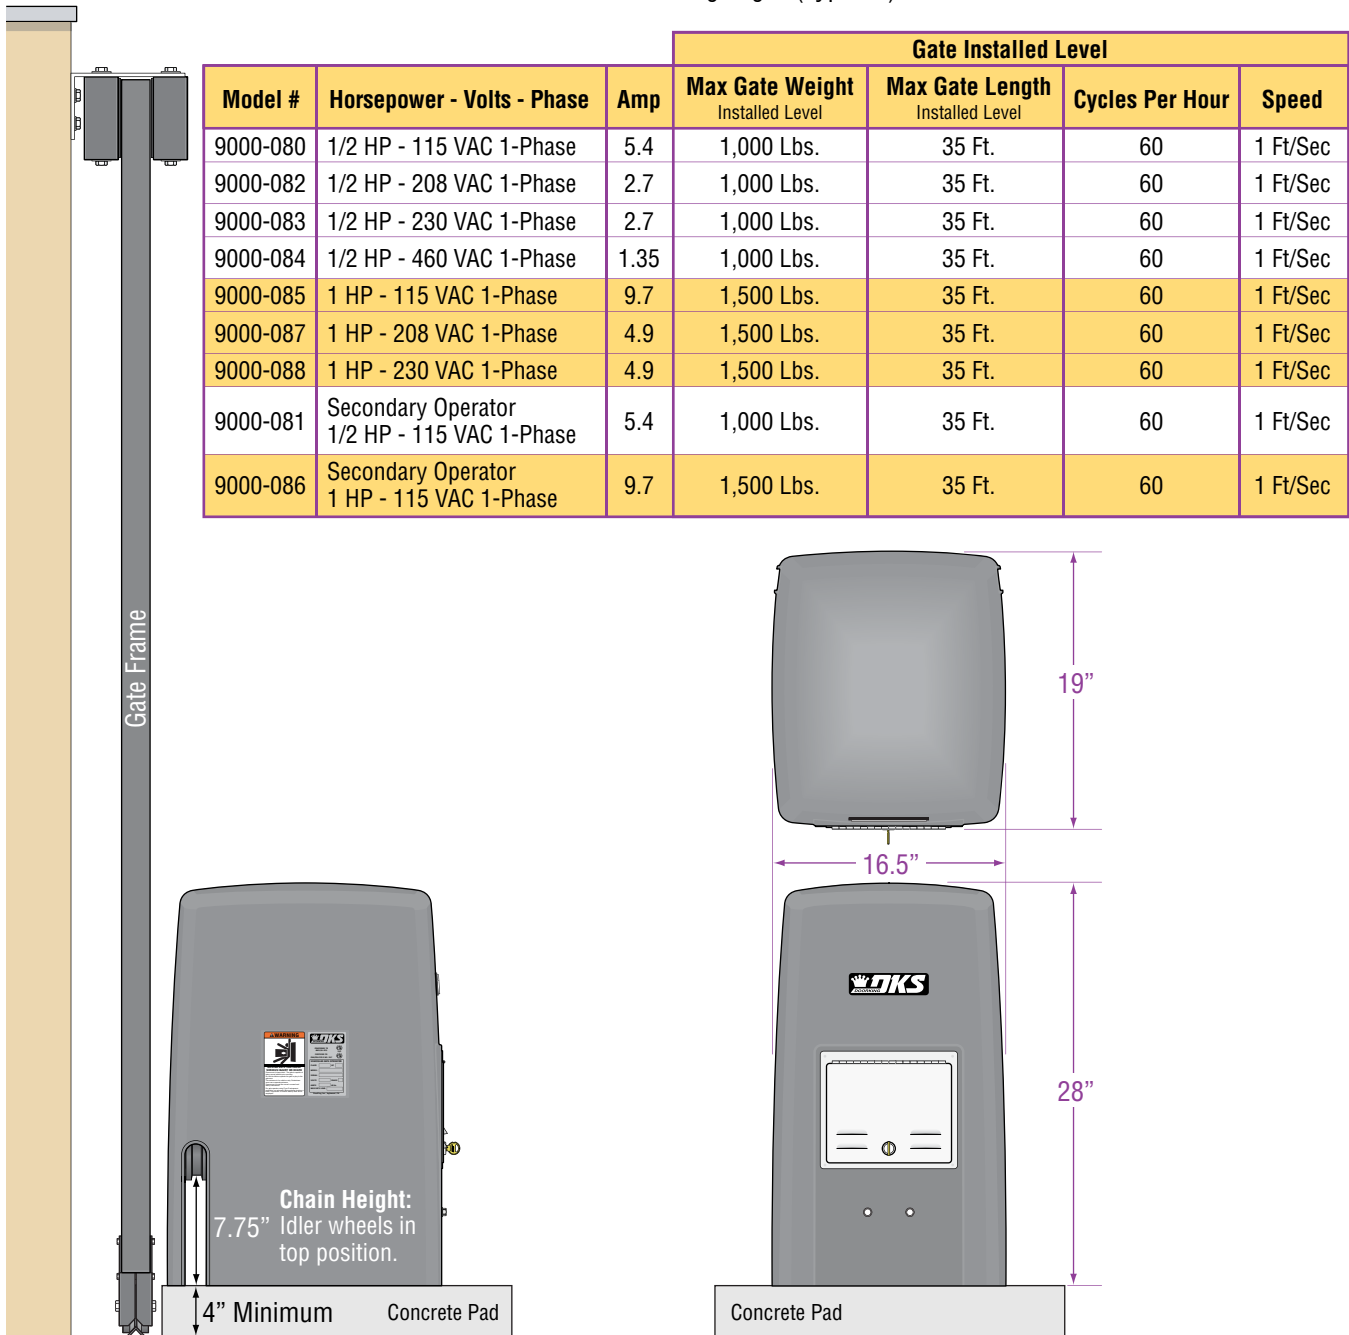 Gate Installed Level
Model # Horsepower - Volts - Phase Amp Max Gate Weight Installed Level Max Gate Length Installed Level Cycles Per Hour Speed
9000-080 1/2 HP - 115 VAC 1-Phase 5.4 1,000 Lbs. 35 Ft. 60 1 Ft/Sec
9000-082 1/2 HP - 208 VAC 1-Phase 2.7 1,000 Lbs. 35 Ft. 60 1 Ft/Sec
9000-083 1/2 HP - 230 VAC 1-Phase 2.7 1,000 Lbs. 35 Ft. 60 1 Ft/Sec
9000-084 1/2 HP - 460 VAC 1-Phase 1.35 1,000 Lbs. 35 Ft. 60 1 Ft/Sec
9000-085 1 HP - 115 VAC 1-Phase 9.7 1,500 Lbs. 35 Ft. 60 1 Ft/Sec
9000-087 1 HP - 208 VAC 1-Phase 4.9 1,500 Lbs. 35 Ft. 60 1 Ft/Sec
9000-088 1 HP - 230 VAC 1-Phase 4.9 1,500 Lbs. 35 Ft. 60 1 Ft/Sec
9000-081 Secondary Operator 1/2 HP - 115 VAC 1-Phase 5.4 1,000 Lbs. 35 Ft. 60 1 Ft/Sec
9000-086 Secondary Operator 1 HP - 115 VAC 1-Phase 9.7 1,500 Lbs. 35 Ft. 60 1 Ft/Sec
Gate Frame
19”
16.5”
DKS
DOORKING
WARNING
DKS
28”
Chain Height:
7.75” Idler wheels in
top position.
4” Minimum
Concrete Pad
Concrete Pad